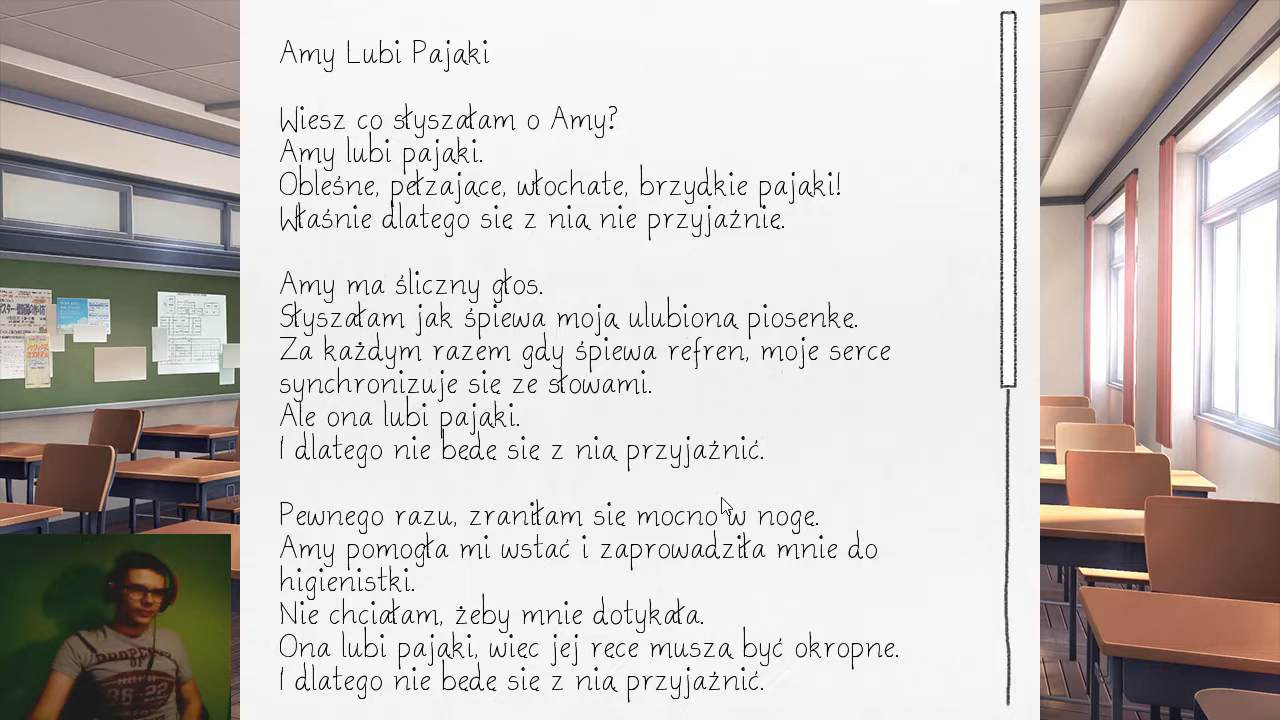 Amy Lubi Pajaki
Wiesz co słyszałam o Amy?
Amy lubi pajaki.
Obleśne, pełzajace, włochate, brzydkie pajaki!
Właśnie dlatego sie z nia nie przyjaźnie.
Amy ma śliczny głos.
Słyszałam jak śpiewa moja ulubiona piosenke.
Za każdym razem gdy śpiewa refren, moje serce
synchronizuje sie ze słowami.
Ale ona lubi pajaki.
I dlatego nie bede sie z nia przyjaźnić.
Pewnego razu, zraniłam sie mocno w noge.
Amy pomogła mi wstać i zaprowadziła mnie do
higienistki.
Nie chciałam, żeby mnie dotykała.
Ona lubi pajaki, wiec jej rece musza być okropne.
I dlatego nie bede sie z nia przyjaźnić.